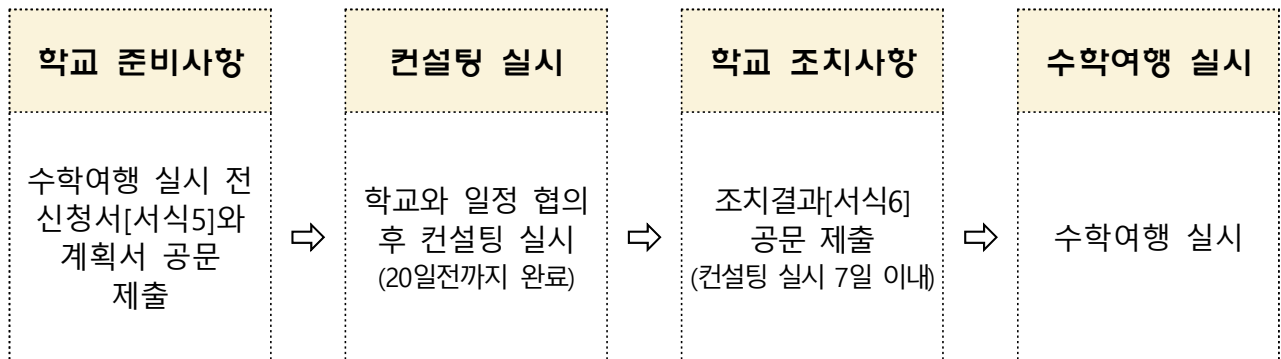 학교 준비사항
수학여행 실시 전
신청서[서식5]와
계획서 공문
제출
⇨
컨설팅 실시
학교와 일정 협의
후 컨설팅 실시
(20일전까지 완료)
⇨
학교 조치사항
조치결과[서식6]
공문 제출
(컨설팅 실시 7일 이내)
⇨
수학여행 실시
수학여행 실시